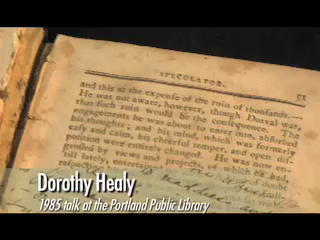 SPECULATOR. 51
and this at the expense of the ruin of thousands.—
He was not aware, however, though Dorval was,
that such ruin would be the consequence. The
engagements he was about to enter into, absorbed
his thoughts; and his mind, which was formerly
easy and calm, his cheerful temper, and open dis-
position were entirely changed. He was now en-
by views and projects, of which he had,
'till lately, entertained
Dorothy Healy
1985 talk at the Portland Public Library